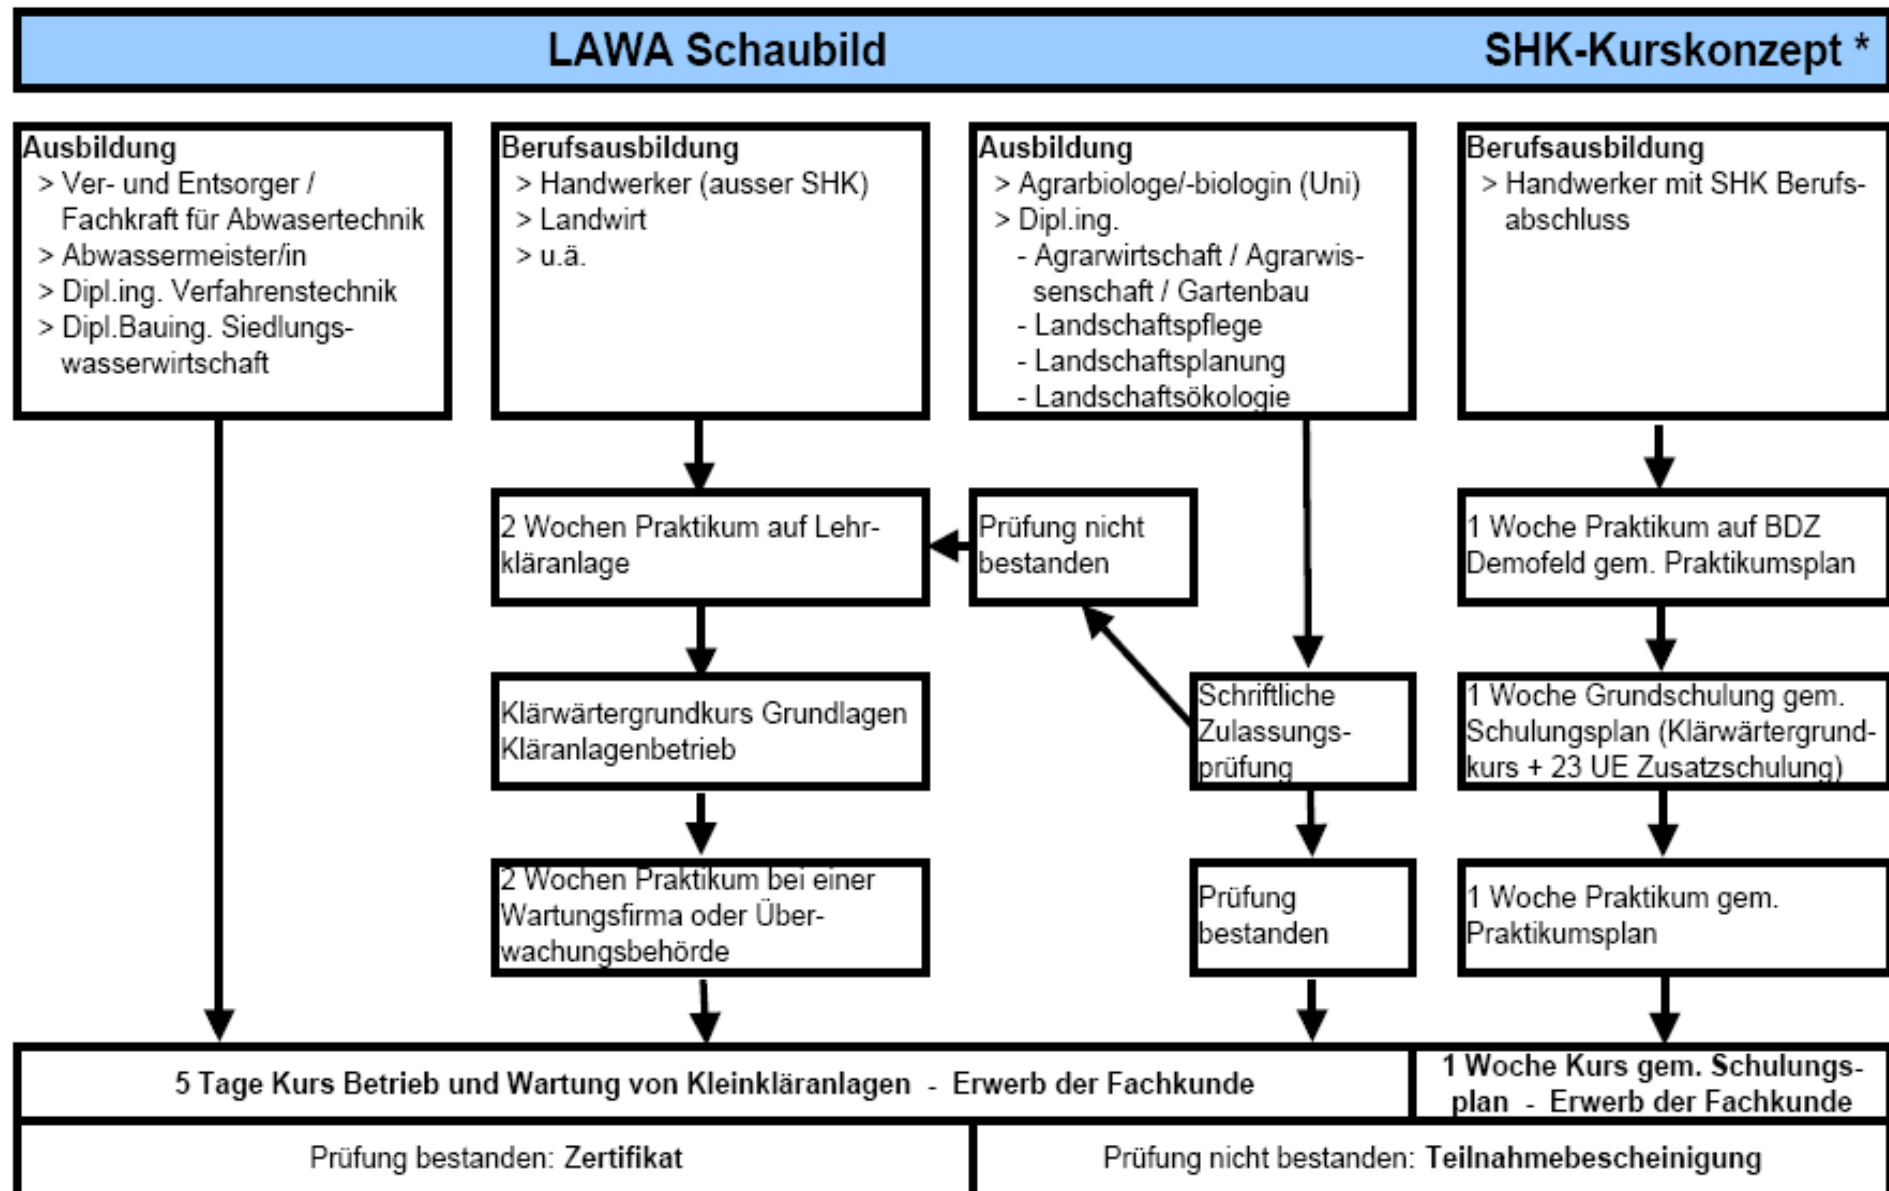 LAWA Schaubild
SHK-Kurskonzept *
Ausbildung
> Ver- und Entsorger /
Fachkraft für Abwasertechnik
> Abwassermeister/in
> Dipl.ing. Verfahrenstechnik
> Dipl.Bauing. Siedlungs-
wasserwirtschaft
Berufsausbildung
> Handwerker (ausser SHK)
> Landwirt
> u.ä.
Ausbildung
> Agrarbiologe/-biologin (Uni)
> Dipl.ing.
- Agrarwirtschaft / Agrarwis-
senschaft / Gartenbau
- Landschaftspflege
- Landschaftsplanung
- Landschaftsökologie
Berufsausbildung
> Handwerker mit SHK Berufs-
abschluss
2 Wochen Praktikum auf Lehr-
kläranlage
Prüfung nicht
bestanden
1 Woche Praktikum auf BDZ
Demofeld gem. Praktikumsplan
Klärwärtergrundkurs Grundlagen
Kläranlagenbetrieb
Schriftliche
Zulassungs-
prüfung
1 Woche Grundschulung gem.
Schulungsplan (Klärwärtergrund-
kurs + 23 UE Zusatzschulung)
2 Wochen Praktikum bei einer
Wartungsfirma oder Über-
wachungsbehörde
Prüfung
bestanden
1 Woche Praktikum gem.
Praktikumsplan
5 Tage Kurs Betrieb und Wartung von Kleinkläranlagen - Erwerb der Fachkunde
1 Woche Kurs gem. Schulungs-
plan - Erwerb der Fachkunde
Prüfung bestanden: Zertifikat
Prüfung nicht bestanden: Teilnahmebescheinigung